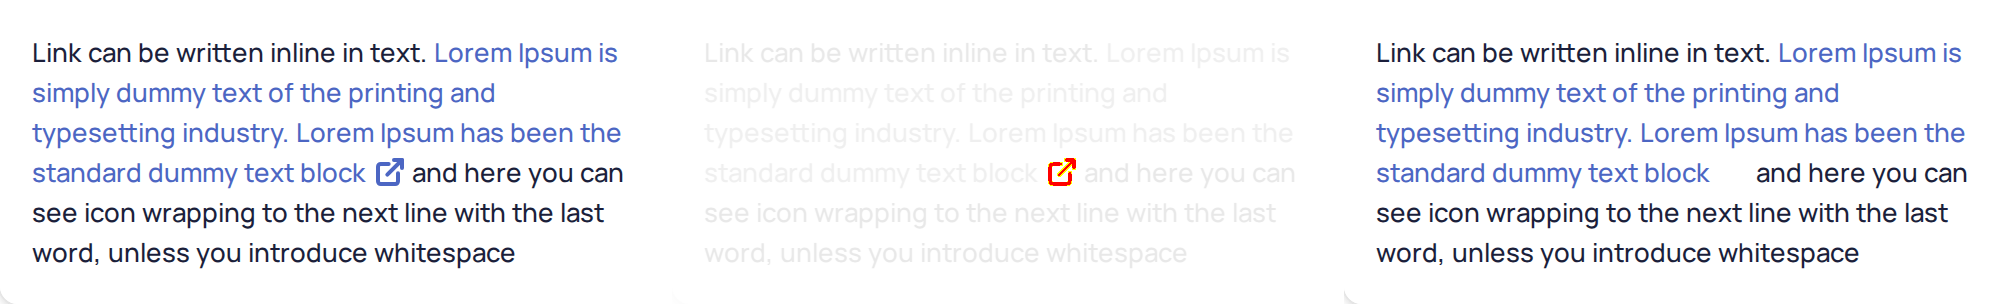 Link can be written inline in text. Lorem Ipsum is
simply dummy text of the printing and
typesetting industry. Lorem Ipsum has been the
standard dummy text block and here you can
see icon wrapping to the next line with the last
word, unless you introduce whitespace
Link can be written inline in text. Lorem Ipsum is
simply dummy text of the printing and
typesetting industry. Lorem Ipsum has been the
standard dummy text block and here you can
see icon wrapping to the next line with the last
word, unless you introduce whitespace
Link can be written inline in text. Lorem Ipsum is
simply dummy text of the printing and
typesetting industry. Lorem Ipsum has been the
standard dummy text block and here you can
see icon wrapping to the next line with the last
word, unless you introduce whitespace